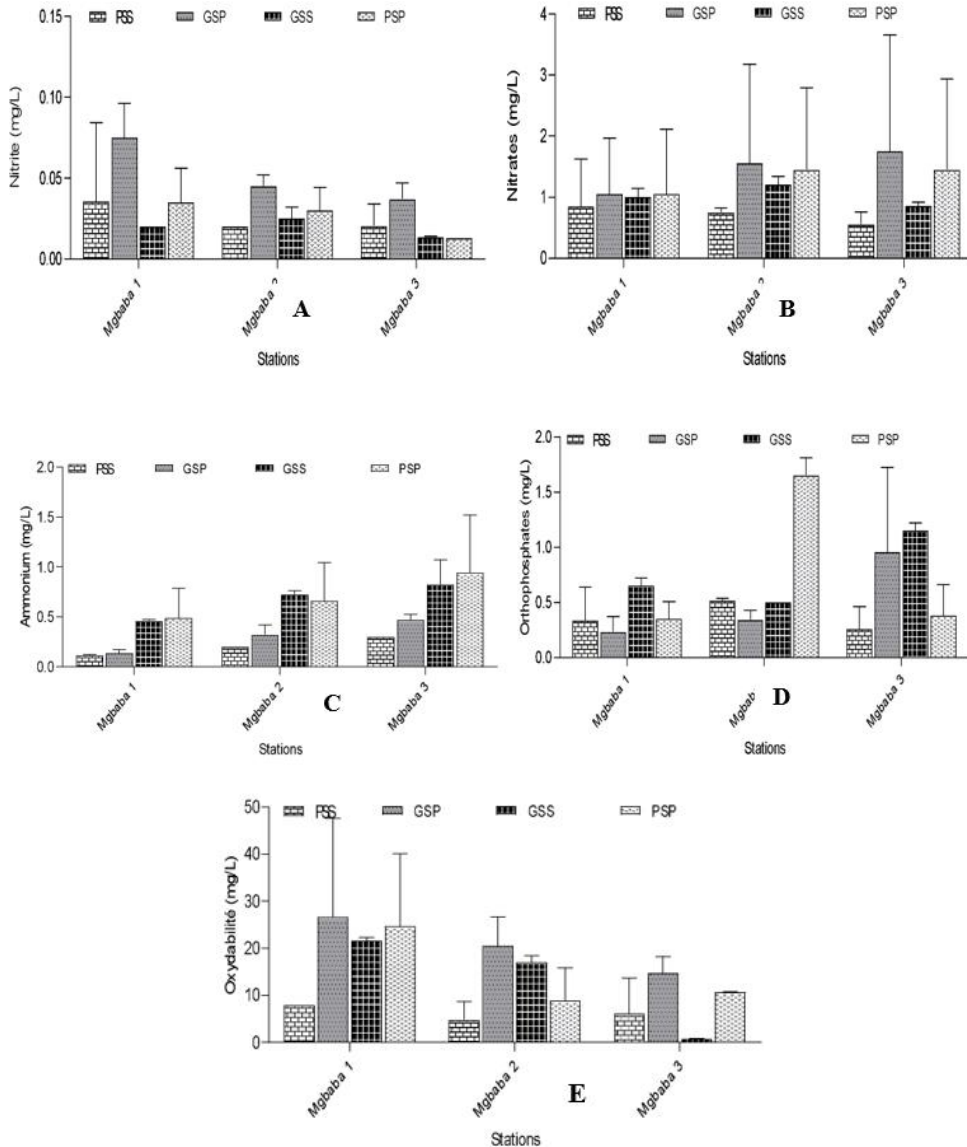 PSS GSP GSS PSP
0.15
0.10
0.05
0.00
Nitrite (mg/L)
Mgbaba 1
Mgbaba 2
Mgbaba 3
A
Stations
PSS GSP GSS PSP
4
3
2
1
0
Nitrates (mg/L)
Mgbaba 1
Mgbaba 2
Mgbaba 3
B
Stations
PSS GSP GSS PSP
2.0
1.5
1.0
0.5
0.0
Ammonium (mg/L)
Mgbaba 1
Mgbaba 2
Mgbaba 3
C
Stations
PSS GSP GSS PSP
2.0
1.5
1.0
0.5
0.0
Orthophosphates (mg/L)
Mgbaba 1
Mgbab
Mgbaba 3
D
Stations
PSS GSP GSS PSP
50
40
30
20
10
0
Oxydabilité (mg/L)
Mgbaba 1
Mgbaba 2
Mgbaba 3
E
Stations